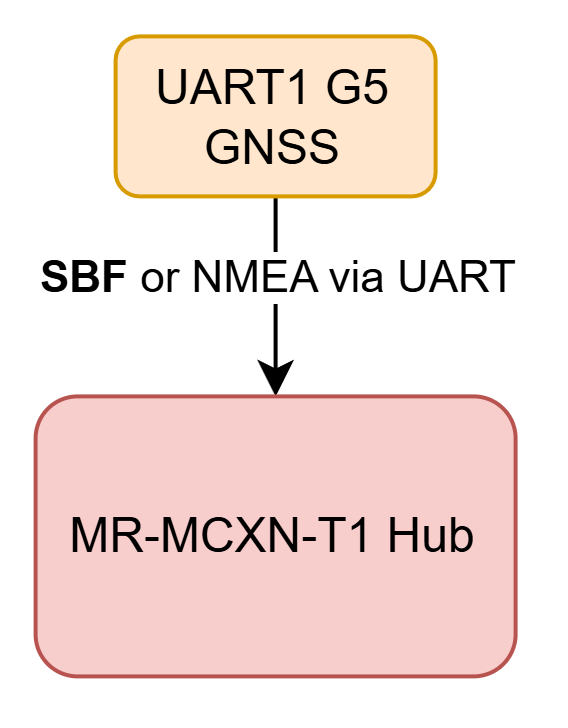 UART1 G5
GNSS
SBF or NMEA via UART
MR-MCXN-T1 Hub